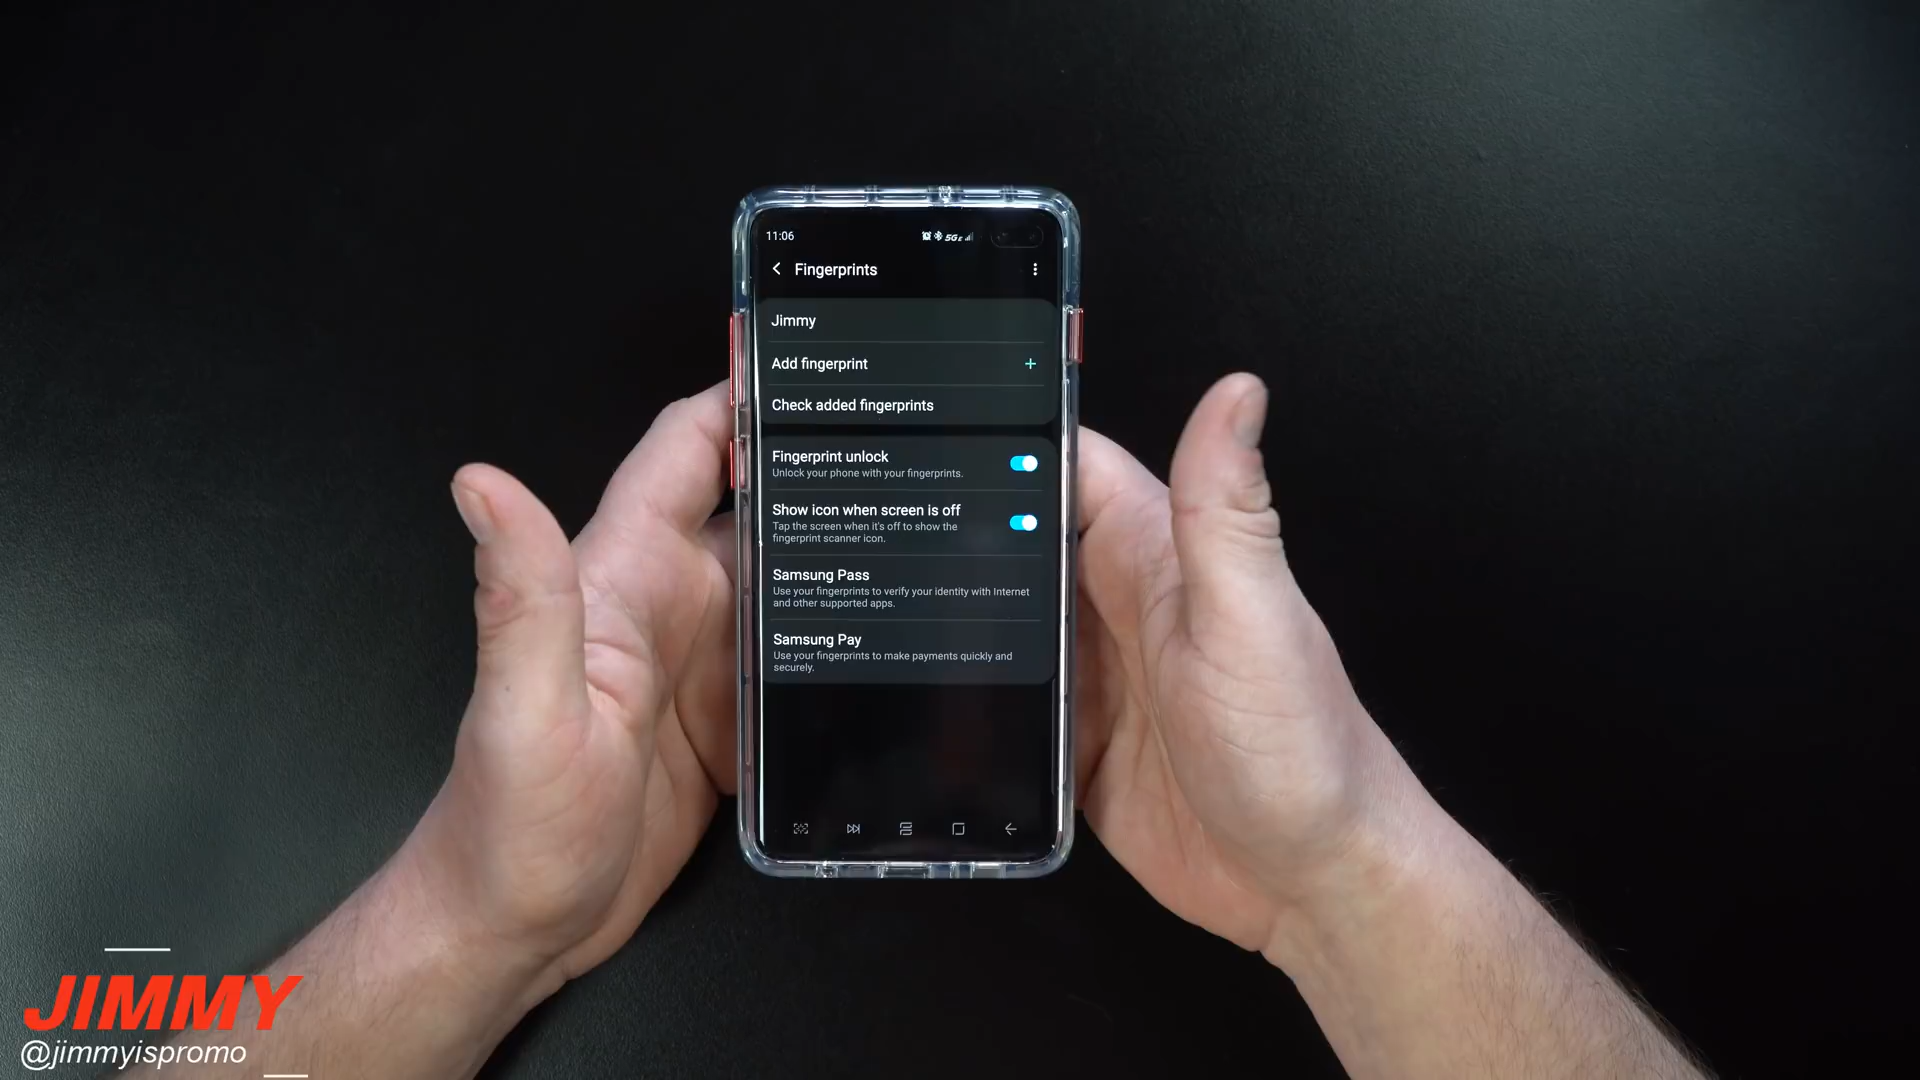 11:06
5G E
Fingerprints
Jimmy
Add fingerprint
Check added fingerprints
Fingerprint unlock
Unlock your phone with your fingerprints.
Show icon when screen is off
Tap the screen when it's off to show the
fingerprint scanner icon.
Samsung Pass
Use your fingerprints to verify your identity with Internet
and other supported apps.
Samsung Pay
Use your fingerprints to make payments quickly and
securely.
JIMMY
@jimmyispromo